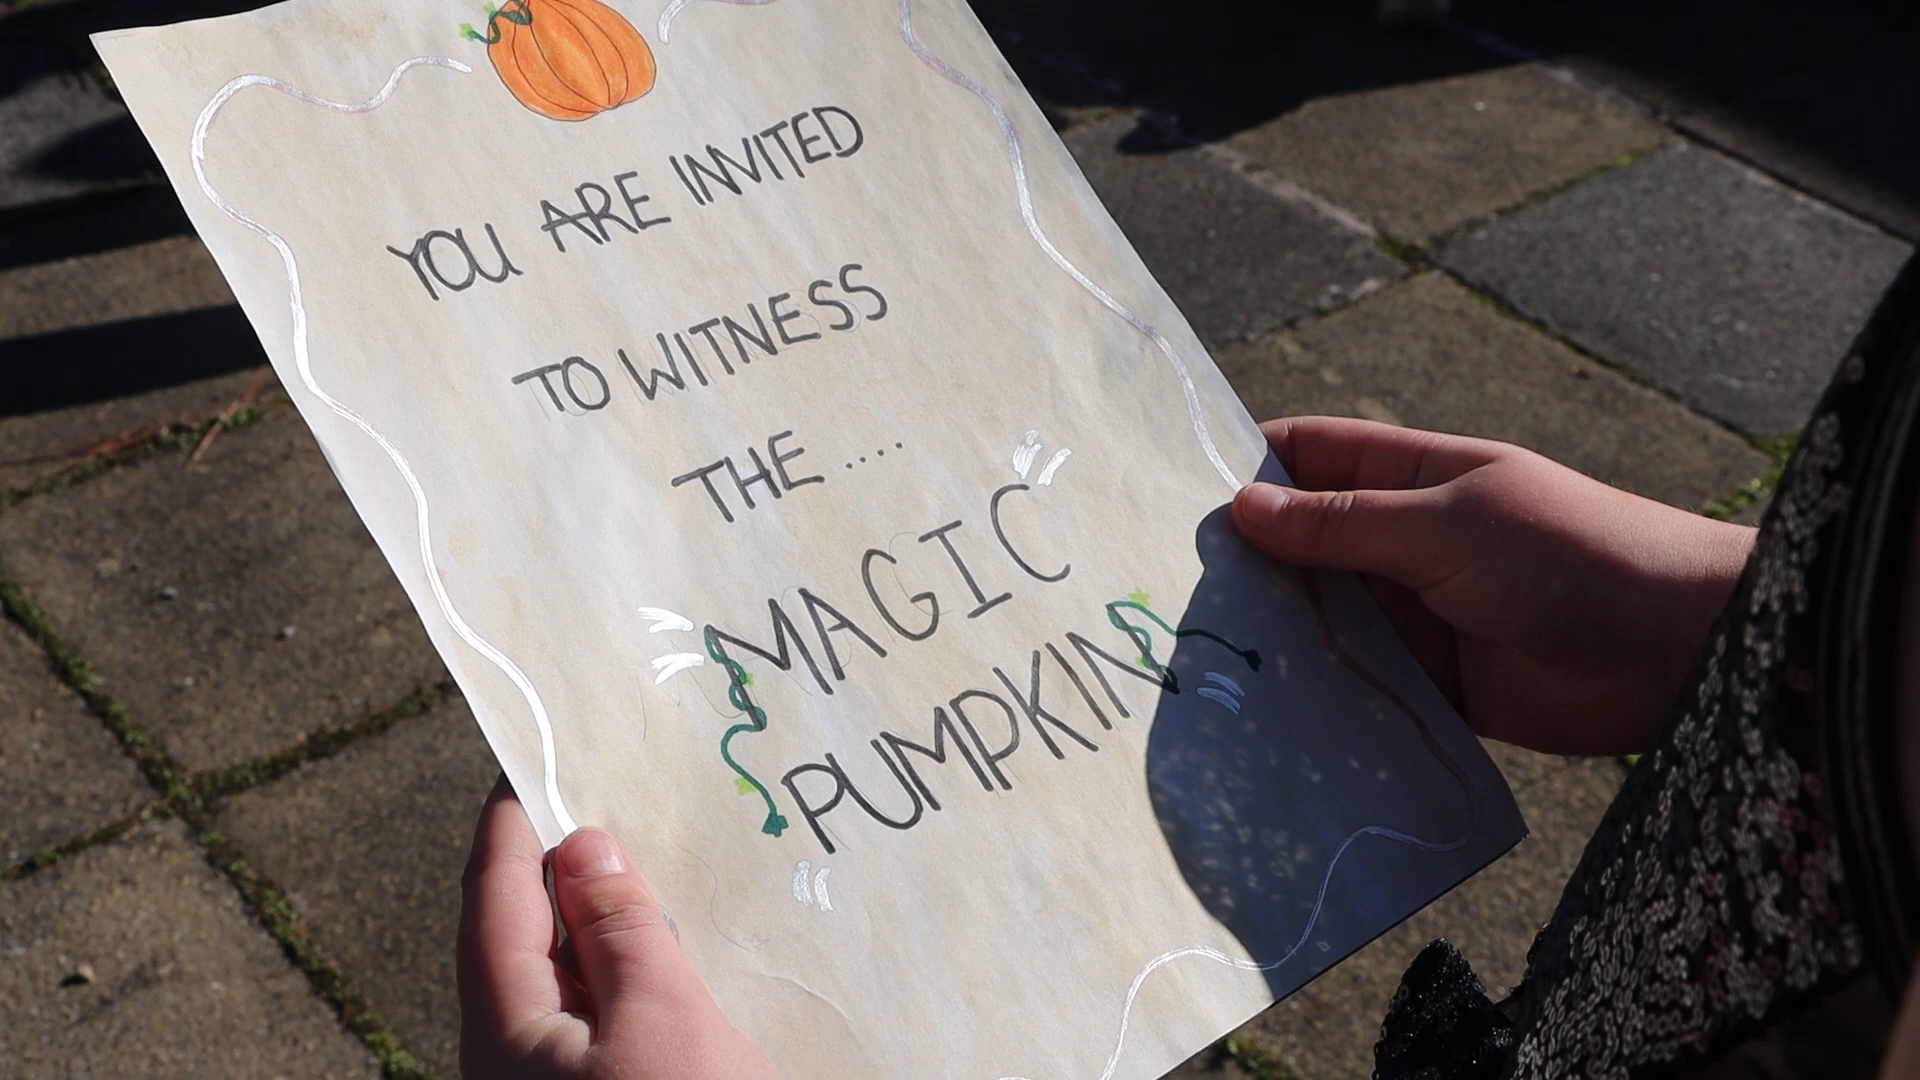 YOU ARE INVITED
TO WITNESS
THE ....
MAGIC
PUMPKIN